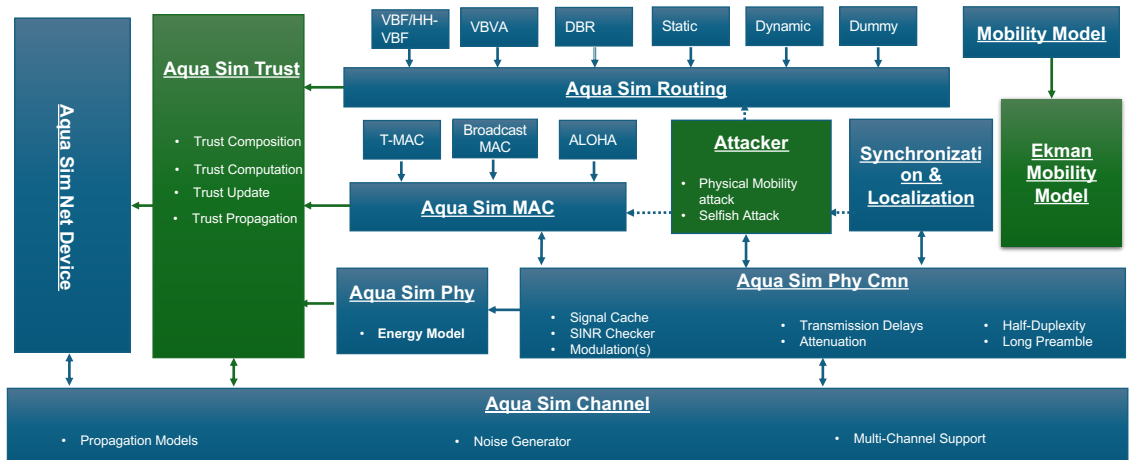 VBF/HH-
VBF
VBVA
DBR
Static
Dynamic
Dummy
Mobility Model
Aqua Sim Net Device
Aqua Sim Trust
• Trust Composition
• Trust Computation
• Trust Update
• Trust Propagation
Aqua Sim Routing
T-MAC
Broadcast
MAC
ALOHA
Aqua Sim MAC
Attacker
• Physical Mobility
attack
• Selfish Attack
Synchronizati
on &
Localization
Ekman
Mobility
Model
Aqua Sim Phy
• Energy Model
Aqua Sim Phy Cmn
• Signal Cache
• SINR Checker
• Modulation(s)
• Transmission Delays
• Attenuation
• Half-Duplexity
• Long Preamble
Aqua Sim Channel
• Propagation Models
• Noise Generator
• Multi-Channel Support